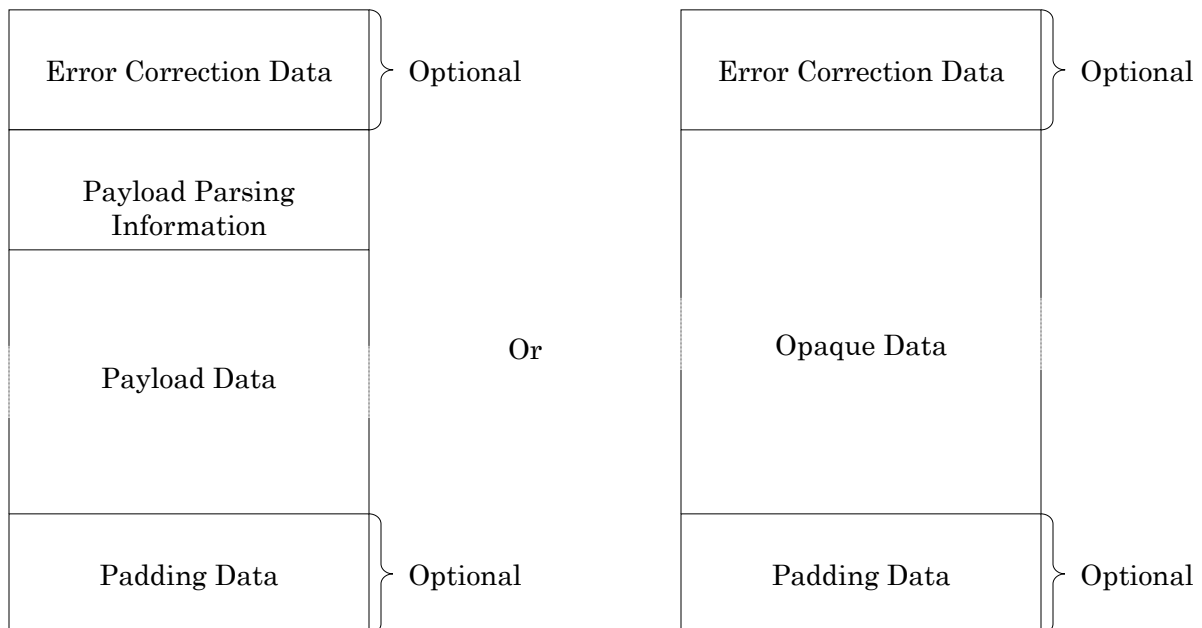 Error Correction Data
Optional
Error Correction Data
Optional
Payload Parsing
Information
Payload Data
Or
Opaque Data
Padding Data
Optional
Padding Data
Optional